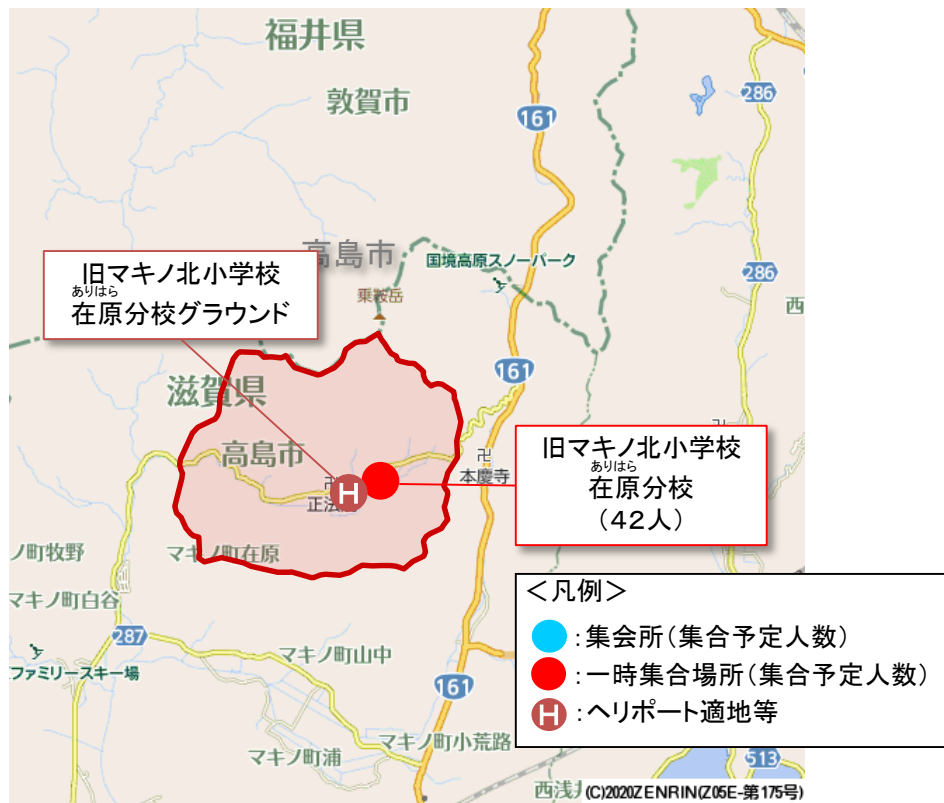 福井県
敦賀市
161
286
高島市
国境高原スノーパーク
286
西
乗鞍岳
旧マキノ北小学校
ありはら
在原分校グラウンド
161
滋賀県
高島市
卍
本慶寺
旧マキノ北小学校
ありはら
在原分校
(42人)
H
正法
ノ町牧野
マキノ町在原
マキノ町白谷
287
マキノ町山中
ファミリースキー場
161
マキノ町小荒路
マキノ町浦
513
西浅井
<凡例>
:集会所(集合予定人数)
:一時集合場所(集合予定人数)
H:ヘリポート適地等
(C)2020ZENRIN(Z05E-第175号)